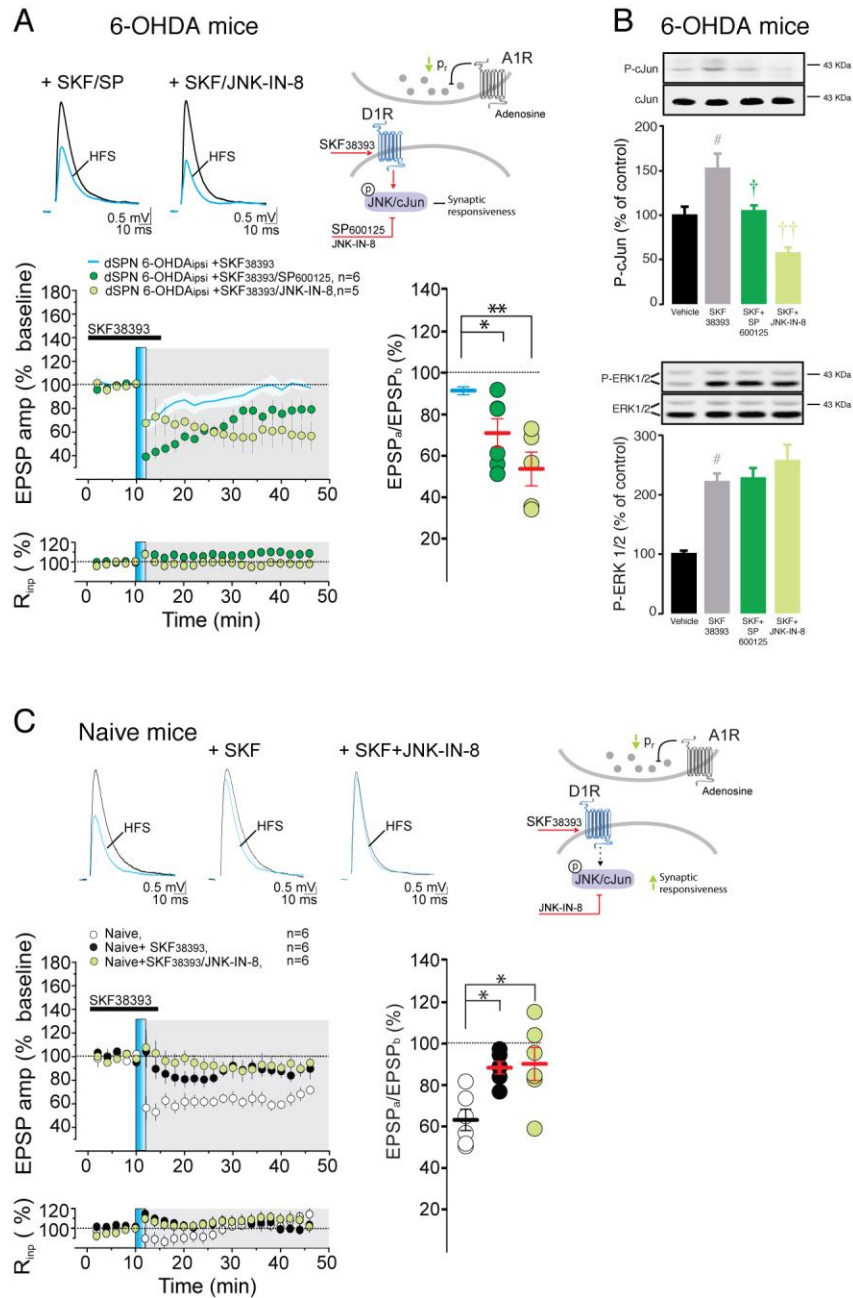 A
6-OHDA mice
+ SKF/SP
+ SKF/JNK-IN-8
HFS
0.5 mV
10 ms
HFS
0.5 mV
10 ms
pr
A1R
Adenosine
D1R
SKF38393
P
JNK/cJun
Synaptic
responsiveness
SP600125
JNK-IN-8
dSPN 6-OHDAipsi +SKF38393
dSPN 6-OHDAipsi +SKF38393/SP600125, n=6
dSPN 6-OHDAipsi +SKF38393/JNK-IN-8,n=5
EPSP amp (% baseline)
180
160
140
120
100
80
60
40
SKF38393
0
10
20
30
40
50
Rinp (%)
120
100
0
10
20
30
40
50
Time (min)
EPSPa/EPSPb (%)
140
120
100
80
60
40
20
*
**
B
6-OHDA mice
P-cJun
43 KDa
cJun
43 KDa
P-cJun (% of control)
200
150
100
50
0
#
†
††
Vehicle
SKF
38393
SKF+
SP
600125
SKF+
JNK-IN-8
P-ERK1/2
43 KDa
ERK1/2
43 KDa
P-ERK 1/2 (% of control)
300
200
100
0
#
Vehicle
SKF
38393
SKF+
SP
600125
SKF+
JNK-IN-8
C
Naive mice
+ SKF
+ SKF+JNK-IN-8
HFS
0.5 mV
10 ms
HFS
0.5 mV
10 ms
HFS
0.5 mV
10 ms
pr
A1R
Adenosine
D1R
SKF38393
P
JNK/cJun
Synaptic
responsiveness
JNK-IN-8
Naive, n=6
Naive+ SKF38393, n=6
Naive+SKF38393/JNK-IN-8, n=6
EPSP amp (% baseline)
180
160
140
120
100
80
60
SKF38393
0
10
20
30
40
50
Rinp (%)
120
100
0
10
20
30
40
50
Time (min)
EPSPa/EPSPb (%)
140
120
100
80
60
40
20
*
*